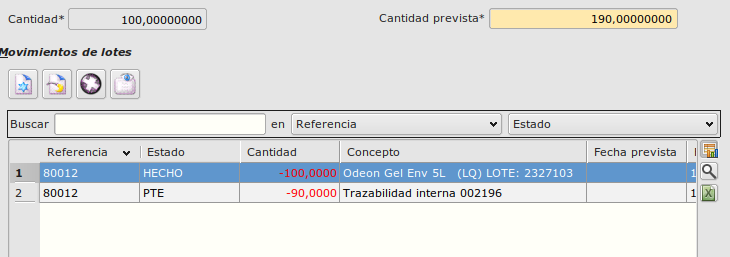 Cantidad* 100,00000000 Cantidad prevista* 190,00000000
Movimientos de lotes
Buscar en Referencia Estado
Referencia Estado Cantidad Concepto Fecha prevista
1 80012 HECHO -100,0000 Odeon Gel Env 5L (LQ) LOTE: 2327103 1
2 80012 PTE -90,0000 Trazabilidad interna 002196 1